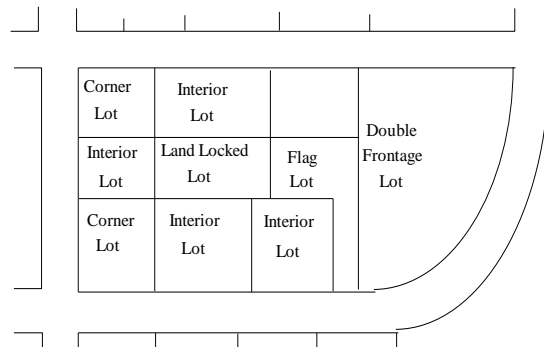 Corner
Lot
Interior
Lot
Double
Frontage
Lot
Interior
Lot
Land Locked
Lot
Flag
Lot
Corner
Lot
Interior
Lot
Interior
Lot